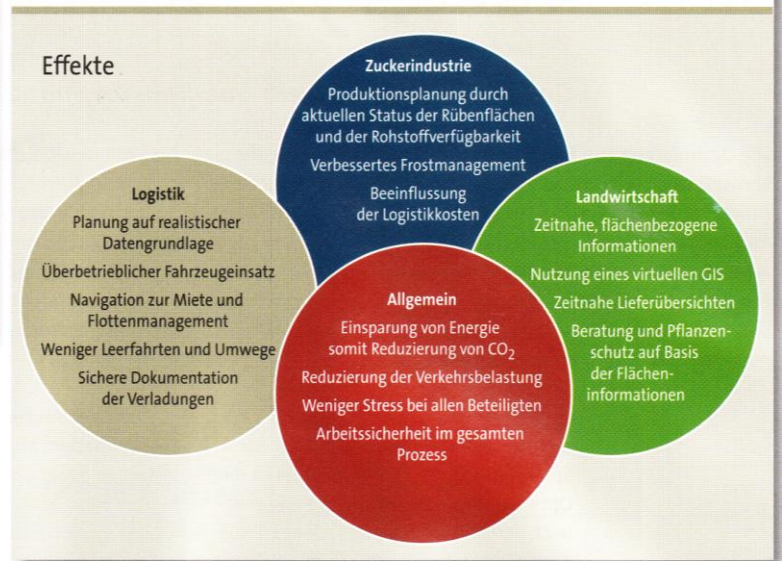 Effekte
Zuckerindustrie
Produktionsplanung durch
aktuellen Status der Rübenflächen
und der Rohstoffverfügbarkeit
Verbessertes Frostmanagement
Beeinflussung
der Logistikkosten
Logistik
Planung auf realistischer
Datengrundlage
Überbetrieblicher Fahrzeugeinsatz
Navigation zur Miete und
Flottenmanagement
Weniger Leerfahrten und Umwege
Sichere Dokumentation
der Verladungen
Allgemein
Einsparung von Energie
somit Reduzierung von CO₂
Reduzierung der Verkehrsbelastung
Weniger Stress bei allen Beteiligten
Arbeitssicherheit im gesamten
Prozess
Landwirtschaft
Zeitnahe, flächenbezogene
Informationen
Nutzung eines virtuellen GIS
Zeitnahe Lieferübersichten
Beratung und Pflanzen-
schutz auf Basis
der Flächen-
informationen